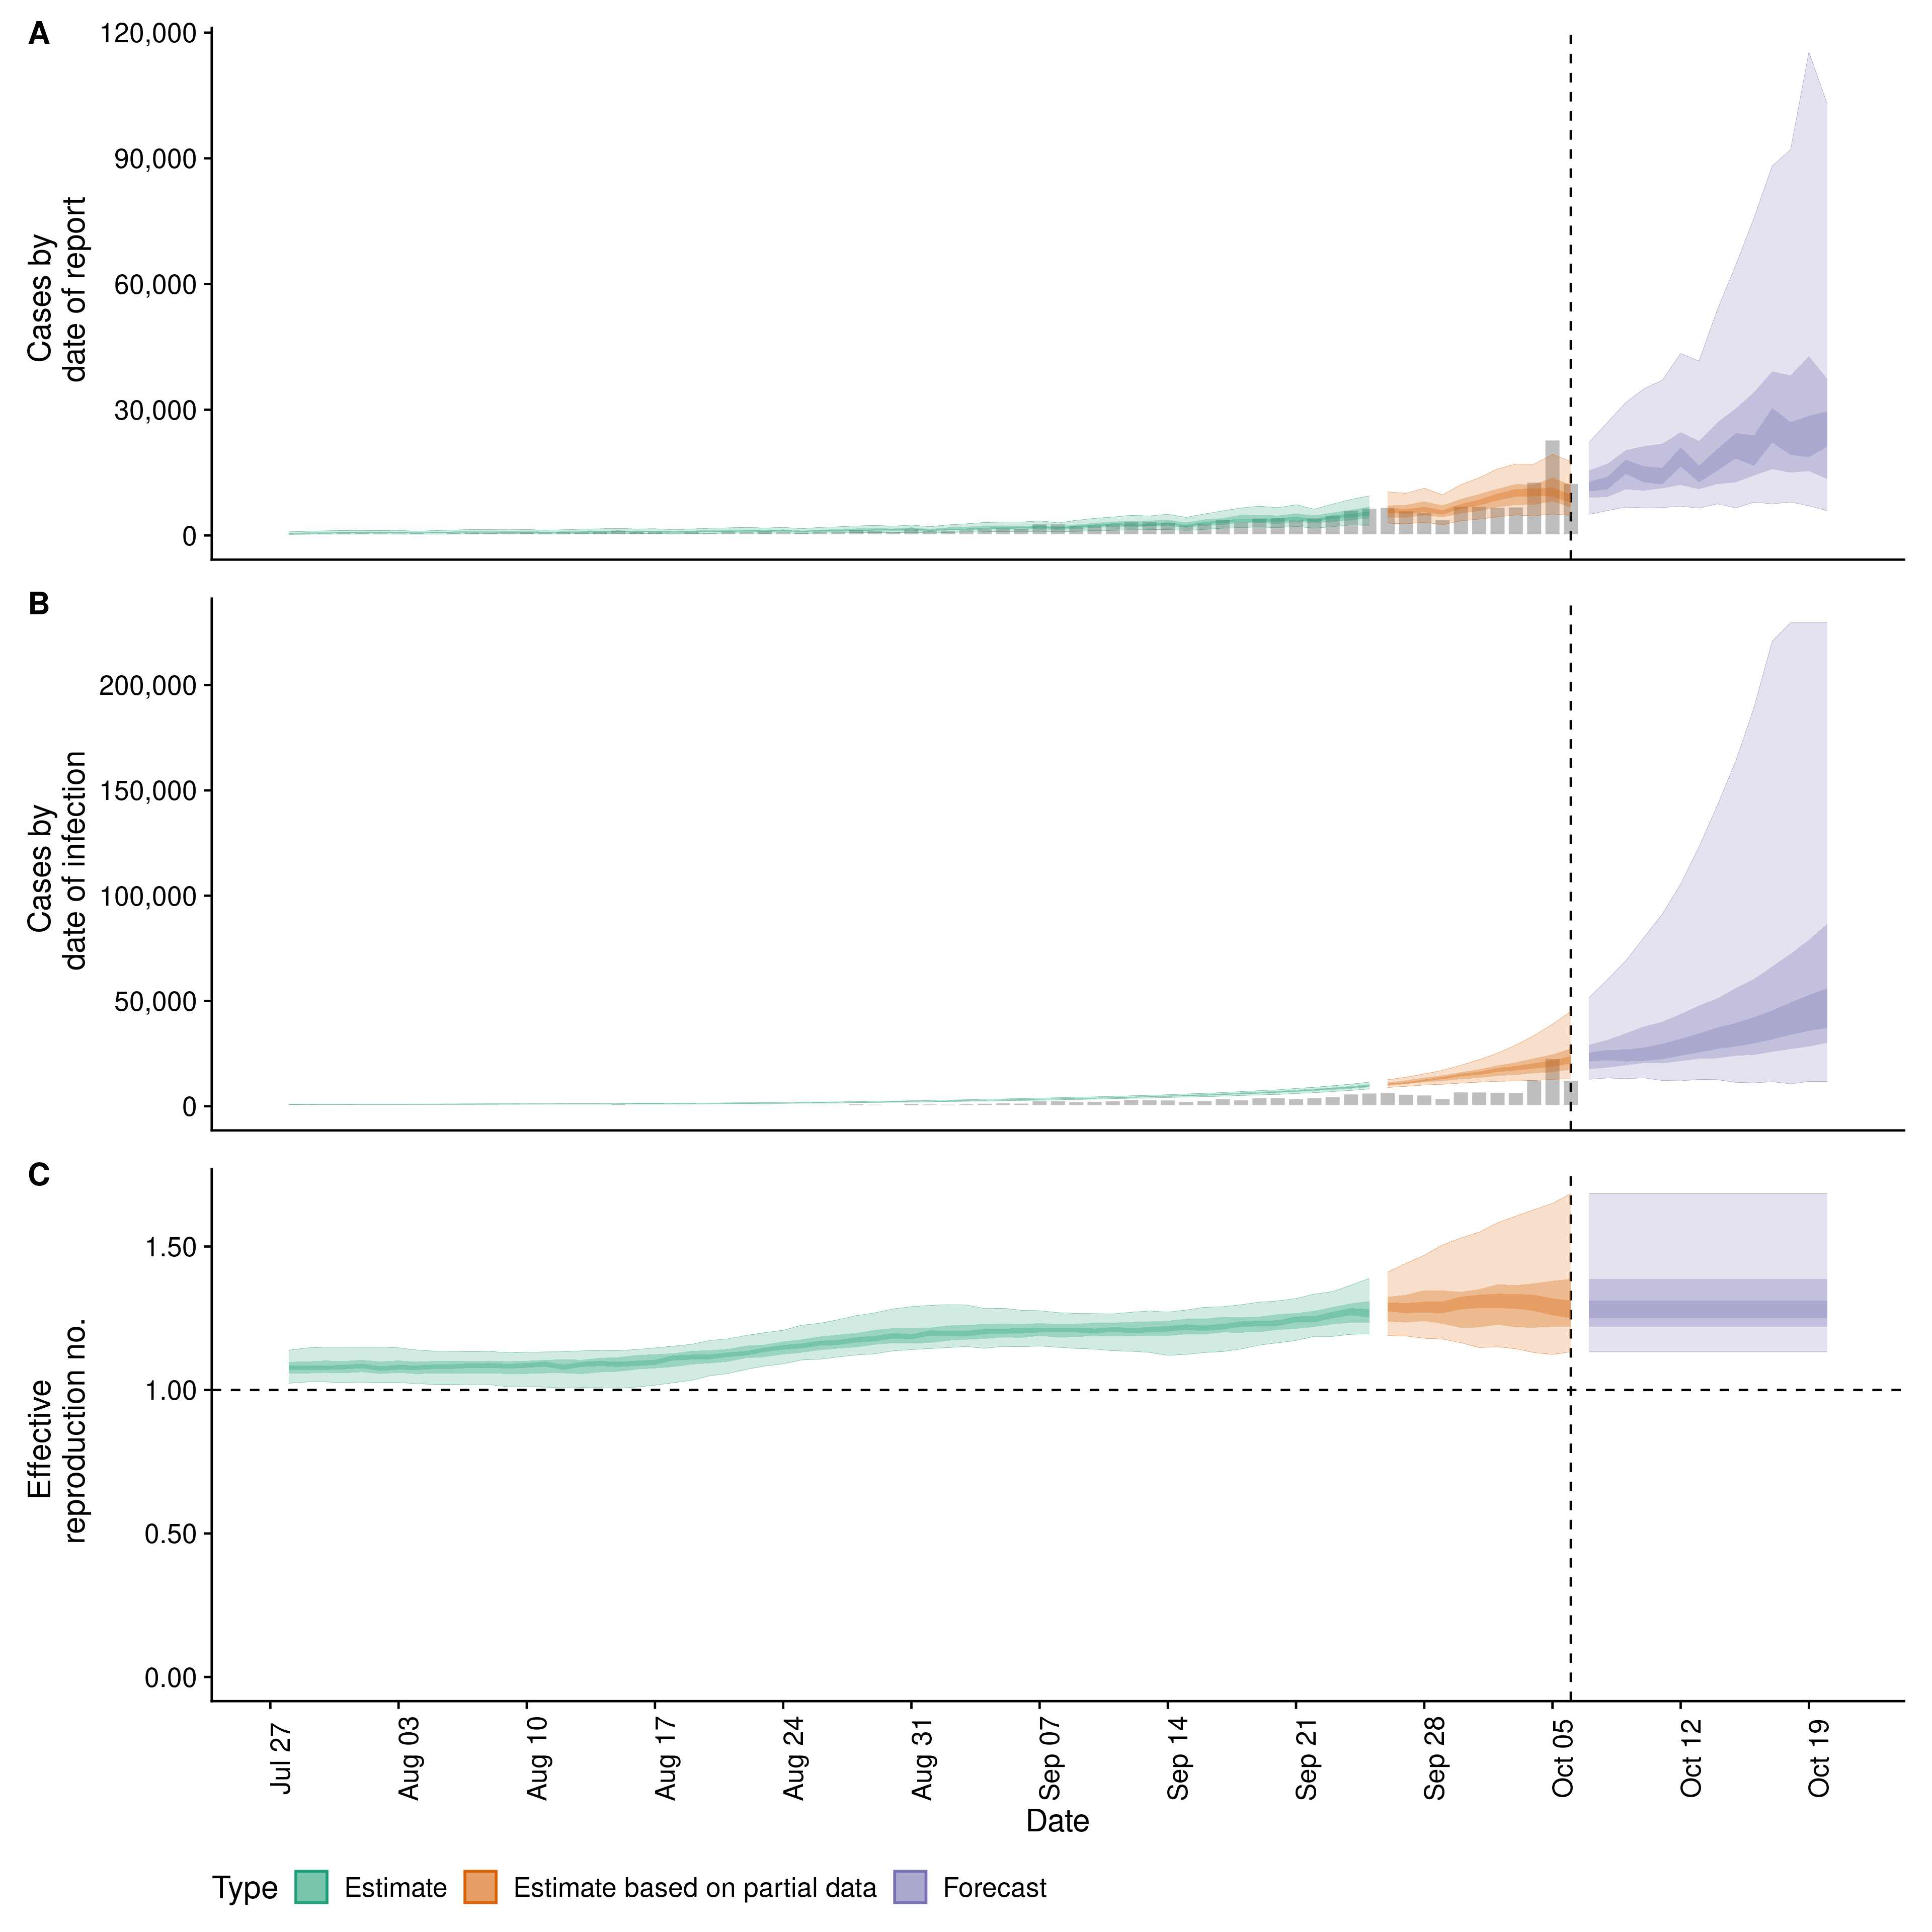 A
120,000
90,000
60,000
30,000
0
Cases by
date of report
B
200,000
150,000
100,000
50,000
0
Cases by
date of infection
C
1.50
1.00
0.50
0.00
Effective
reproduction no.
Jul 27
Aug 03
Aug 10
Aug 17
Aug 24
Aug 31
Sep 07
Sep 14
Sep 21
Sep 28
Oct 05
Oct 12
Oct 19
Date
Type Estimate Estimate based on partial data Forecast